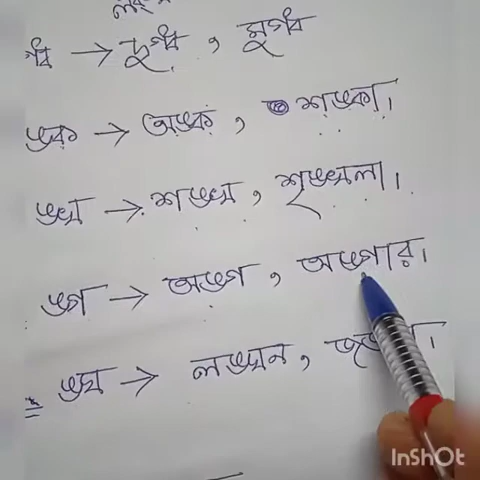 গ্ধ → দুগ্ধ, মুগ্ধ
ঙ্ক → অঙ্ক, শঙ্কা।
ঙ্খ → শঙ্খ, শৃঙ্খলা।
ঙ্গ → অঙ্গ, অঙ্গার।
ঙ্ঘ → লঙ্ঘন,
InShOt